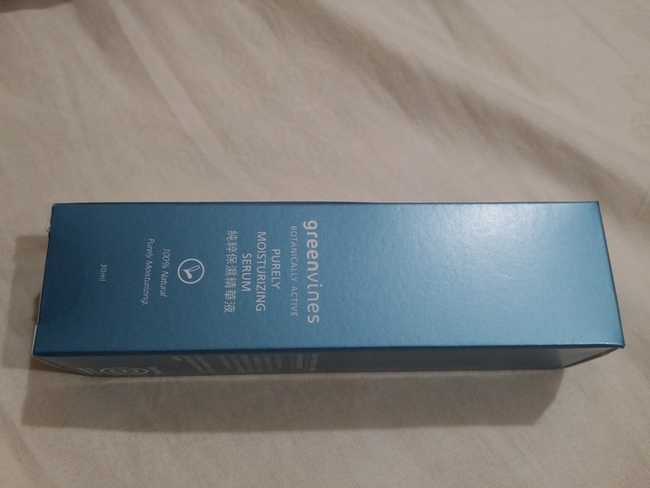 greenvines
BOTANICALLY ACTIVE
PURELY
MOISTURIZING
SERUM
純粹保濕精華液
100% Natural
Purely Moisturizing.
30ml